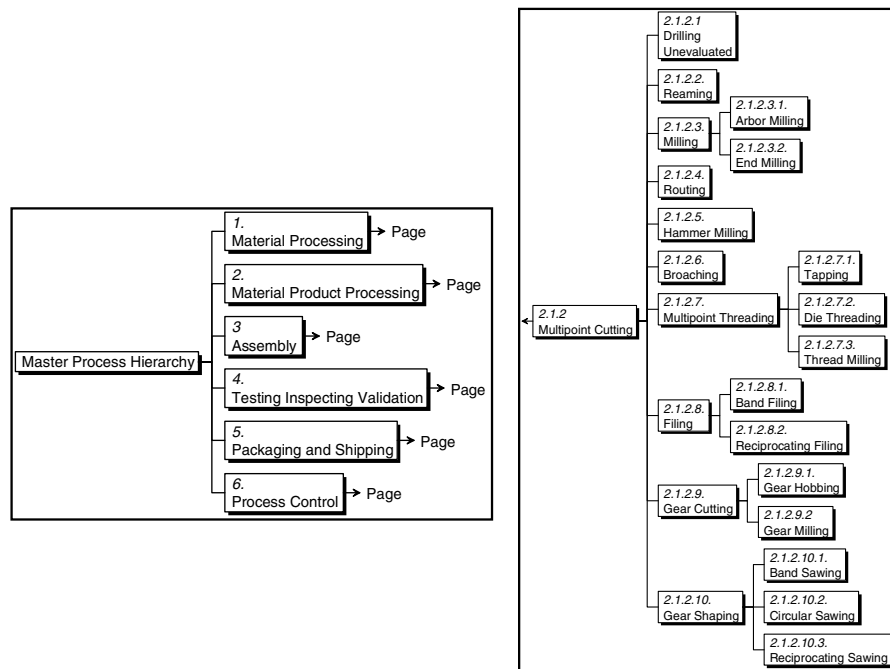 Master Process Hierarchy
1.
Material Processing
Page
2.
Material Product Processing
Page
3
Assembly
Page
4.
Testing Inspecting Validation
Page
5.
Packaging and Shipping
Page
6.
Process Control
Page
2.1.2
Multipoint Cutting
2.1.2.1
Drilling
Unevaluated
2.1.2.2.
Reaming
2.1.2.3.
Milling
2.1.2.3.1.
Arbor Milling
2.1.2.3.2.
End Milling
2.1.2.4.
Routing
2.1.2.5.
Hammer Milling
2.1.2.6.
Broaching
2.1.2.7.
Multipoint Threading
2.1.2.7.1.
Tapping
2.1.2.7.2.
Die Threading
2.1.2.7.3.
Thread Milling
2.1.2.8.
Filing
2.1.2.8.1.
Band Filing
2.1.2.8.2.
Reciprocating Filing
2.1.2.9.
Gear Cutting
2.1.2.9.1.
Gear Hobbing
2.1.2.9.2
Gear Milling
2.1.2.10.
Gear Shaping
2.1.2.10.1.
Band Sawing
2.1.2.10.2.
Circular Sawing
2.1.2.10.3.
Reciprocating Sawing